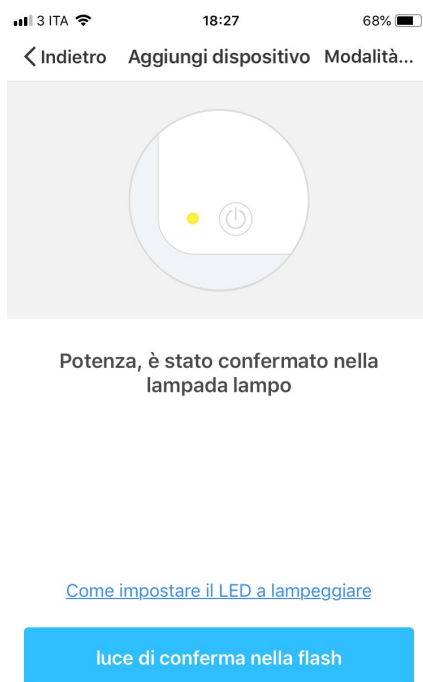 3 ITA 18:27 68%
Indietro Aggiungi dispositivo Modalità...
Potenza, è stato confermato nella
lampada lampo
Come impostare il LED a lampeggiare
luce di conferma nella flash